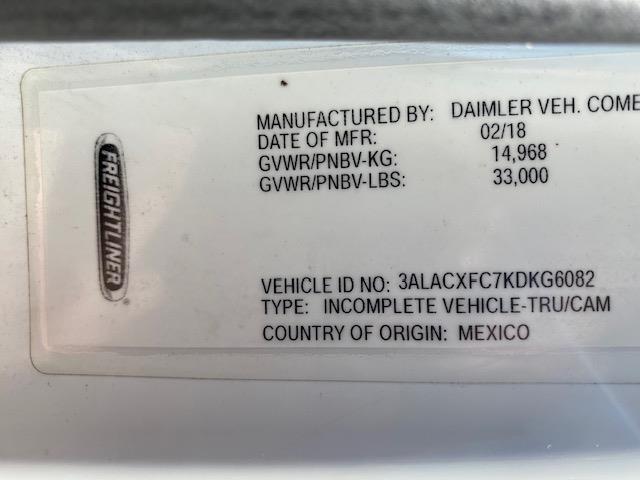 FREIGHTLINER
MANUFACTURED BY: DAIMLER VEH. COME
DATE OF MFR: 02/18
GVWR/PNBV-KG: 14,968
GVWR/PNBV-LBS: 33,000
VEHICLE ID NO: 3ALACXFC7KDKG6082
TYPE: INCOMPLETE VEHICLE-TRU/CAM
COUNTRY OF ORIGIN: MEXICO